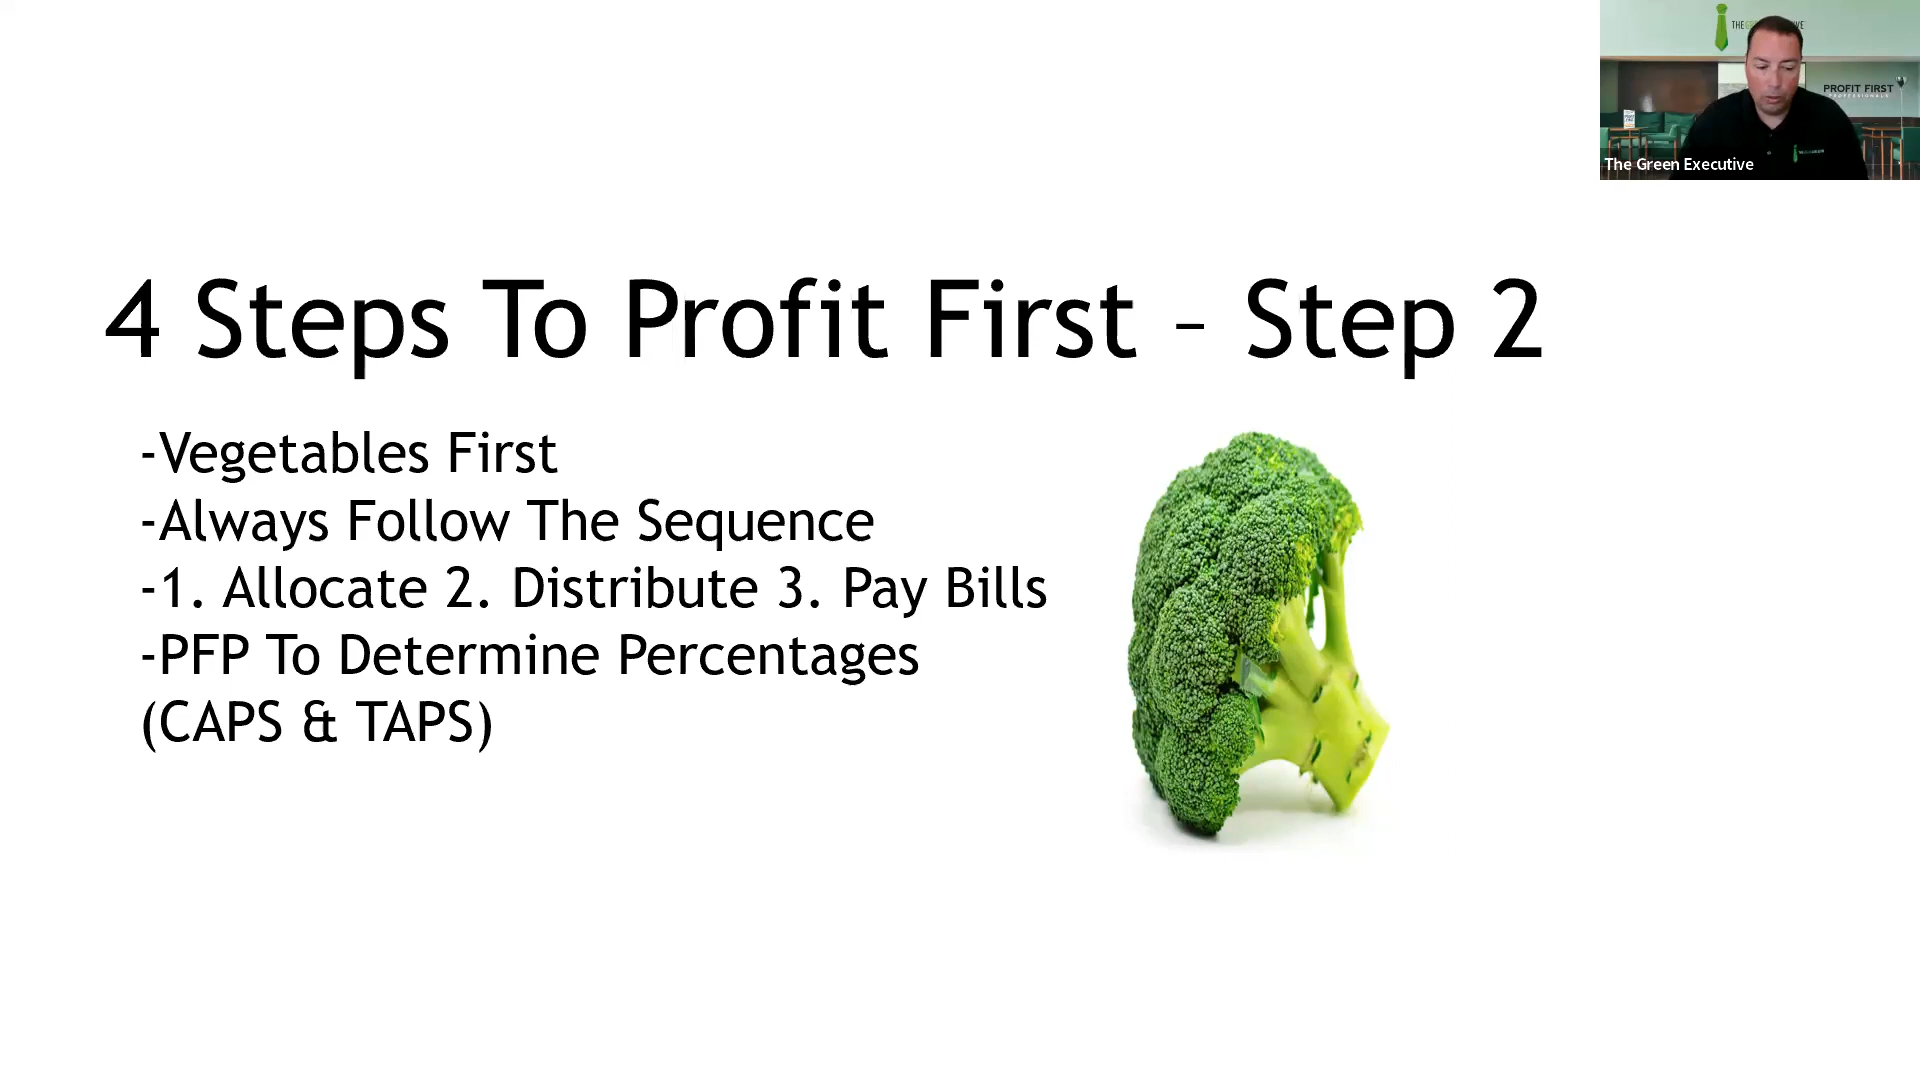 4 Steps To Profit First – Step 2
-Vegetables First
-Always Follow The Sequence
-1. Allocate 2. Distribute 3. Pay Bills
-PFP To Determine Percentages
(CAPS & TAPS)
PROFIT FIRST
PROFESSIONALS
The Green Executive